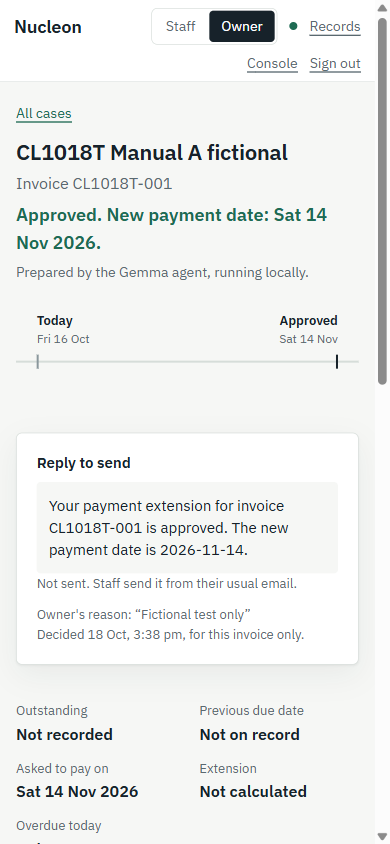 Nucleon
Staff
Owner
Records
Console
Sign out
All cases
CL1018T Manual A fictional
Invoice CL1018T-001
Approved. New payment date: Sat 14
Nov 2026.
Prepared by the Gemma agent, running locally.
Today
Approved
Fri 16 Oct
Sat 14 Nov
Reply to send
Your payment extension for invoice
CL1018T-001 is approved. The new
payment date is 2026-11-14.
Not sent. Staff send it from their usual email.
Owner's reason: “Fictional test only”
Decided 18 Oct, 3:38 pm, for this invoice only.
Outstanding
Previous due date
Not recorded
Not on record
Asked to pay on
Extension
Sat 14 Nov 2026
Not calculated
Overdue today